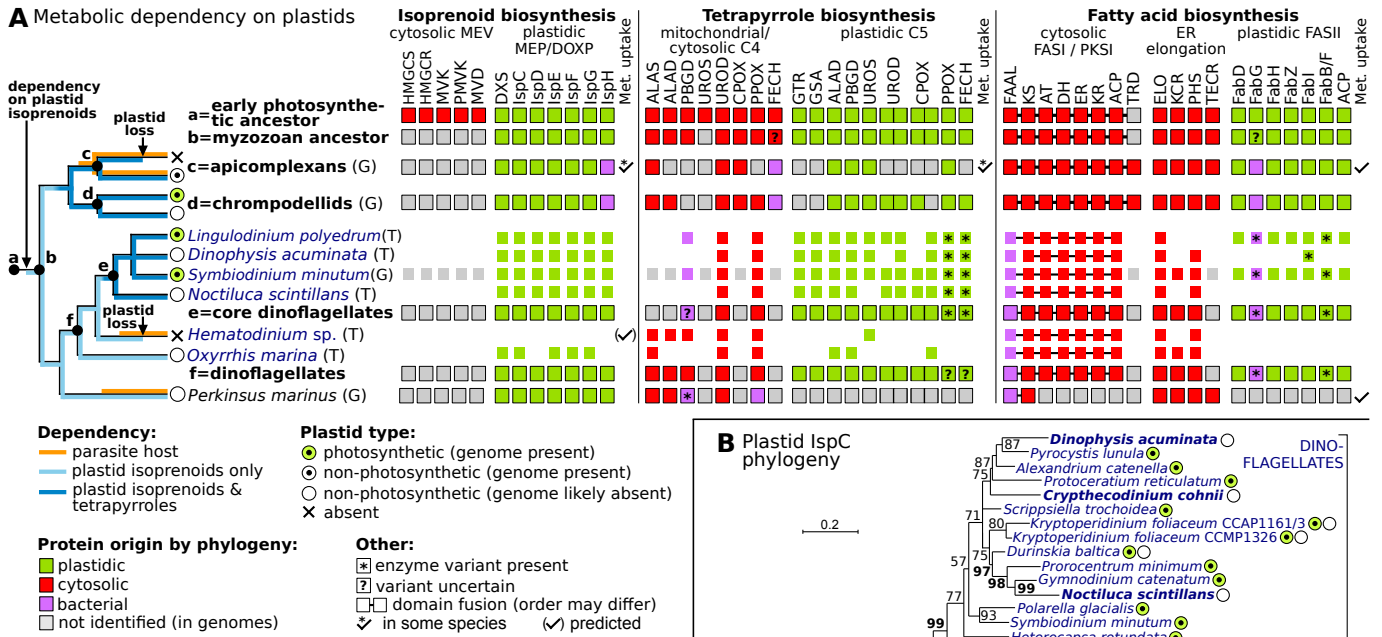 A Metabolic dependency on plastids
Isoprenoid biosynthesis
Tetrapyrrole biosynthesis
Fatty acid biosynthesis
cytosolic MEV
plastidic
MEP/DOXP
mitochondrial/
cytosolic C4
plastidic C5
cytosolic
FASI / PKSI
ER
elongation
plastidic FASII
HMGCS
HMGCR
MVK
PMVK
MVD
DXS
IspC
IspD
IspE
IspF
IspG
IspH
Met. uptake
ALAS
ALAD
PBGD
UROS
UROD
CPOX
PPOX
FECH
GTR
GSA
ALAD
PBGD
UROS
UROD
CPOX
PPOX
FECH
Met. uptake
FAAL
KS
AT
DH
ER
KR
ACP
TRD
ELO
KCR
PHS
TECR
FabD
FabG
FabH
FabZ
FabI
FabB/F
ACP
Met. uptake
dependency
on plastid
isoprenoids
plastid
loss
a=early photosynthe-
tic ancestor
b=myzozoan ancestor
? ?
c
c=apicomplexans (G)
* *
d
d=chrompodellids (G)
Lingulodinium polyedrum(T)
* * * *
a b
Dinophysis acuminata (T)
* * *
e
Symbiodinium minutum(G)
* * * *
Noctiluca scintillans (T)
* *
plastid
loss
e=core dinoflagellates
? * * * *
f
Hematodinium sp. (T)
(✓)
Oxyrrhis marina (T)
f=dinoflagellates
? ? * *
Perkinsus marinus (G)
*
Dependency:
parasite host
plastid isoprenoids only
plastid isoprenoids &
tetrapyrroles
Plastid type:
photosynthetic (genome present)
non-photosynthetic (genome present)
non-photosynthetic (genome likely absent)
absent
Protein origin by phylogeny:
plastidic
cytosolic
bacterial
not identified (in genomes)
Other:
* enzyme variant present
? variant uncertain
domain fusion (order may differ)
* in some species (✓) predicted
B Plastid IspC
phylogeny
0.2
DINO-
FLAGELLATES
87 Dinophysis acuminata
Pyrocystis lunula
87 Alexandrium catenella
75 Protoceratium reticulatum
Crypthecodinium cohnii
Scrippsiella trochoidea
71
80 Kryptoperidinium foliaceum CCAP1161/3
Kryptoperidinium foliaceum CCMP1326
75 Durinskia baltica
57
97 Prorocentrum minimum
98 Gymnodinium catenatum
99 Noctiluca scintillans
77
93 Polarella glacialis
99 Symbiodinium minutum
Heterocapsa rotundata